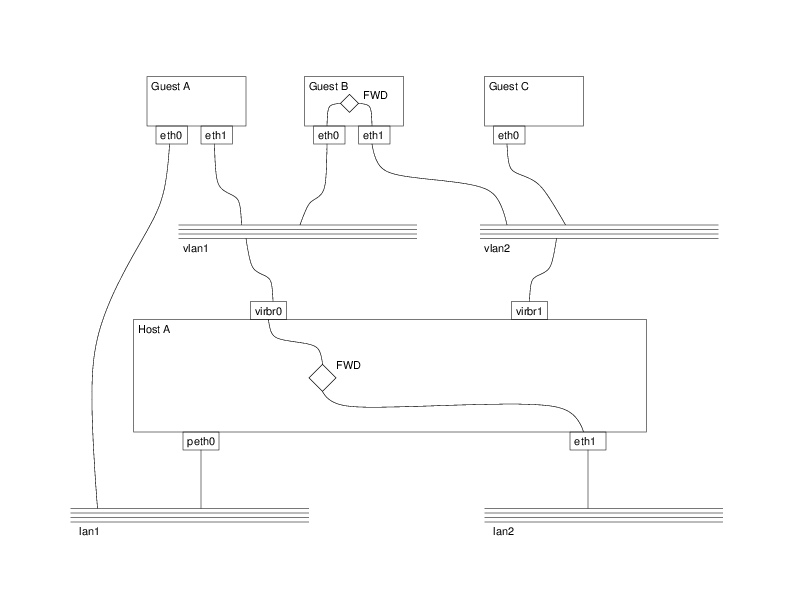 Guest A
Guest B
Guest C
FWD
eth0
eth1
eth0
eth1
eth0
vlan1
vlan2
virbr0
virbr1
Host A
FWD
peth0
eth1
lan1
lan2